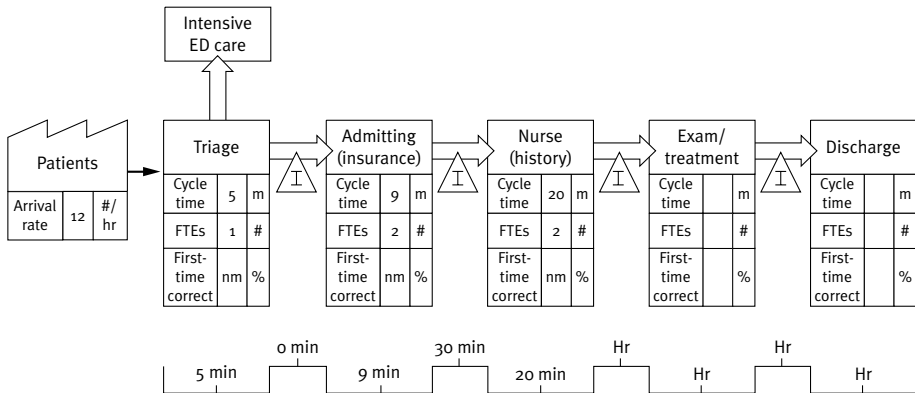 Intensive
ED care
Patients
Arrival
rate
12
#/
hr
Triage
Cycle
time
5
m
FTEs
1
#
First-
time
correct
nm
%
I
Admitting
(insurance)
Cycle
time
9
m
FTEs
2
#
First-
time
correct
nm
%
I
Nurse
(history)
Cycle
time
20
m
FTEs
2
#
First-
time
correct
nm
%
I
Exam/
treatment
Cycle
time
m
FTEs
#
First-
time
correct
%
I
Discharge
Cycle
time
m
FTEs
#
First-
time
correct
%
5 min
0 min
9 min
30 min
20 min
Hr
Hr
Hr
Hr